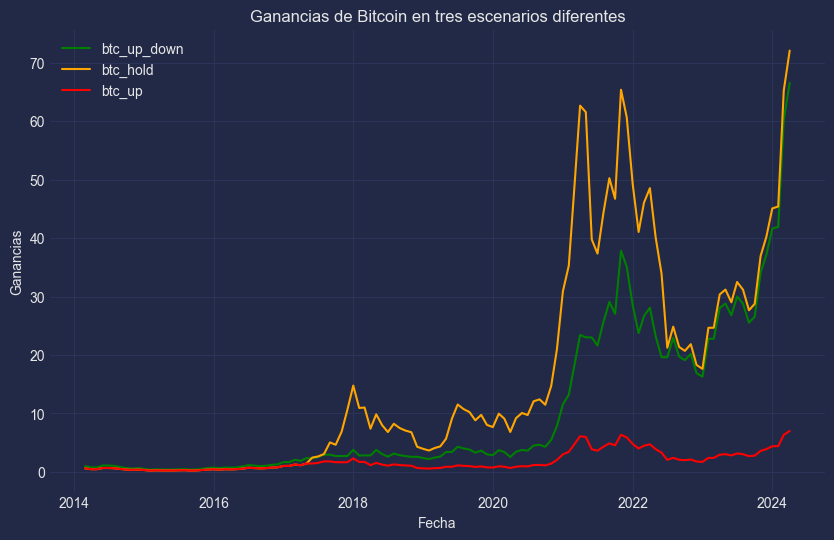 Ganancias de Bitcoin en tres escenarios diferentes
btc_up_down
btc_hold
btc_up
Ganancias
70
60
50
40
30
20
10
0
2014
2016
2018
2020
2022
2024
Fecha